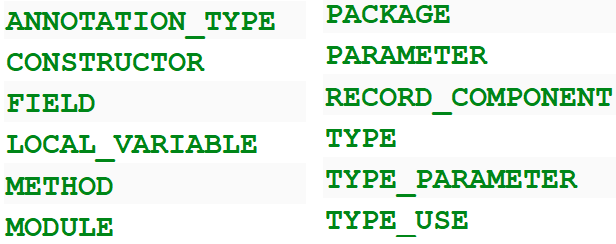 ANNOTATION_TYPE
CONSTRUCTOR
FIELD
LOCAL_VARIABLE
METHOD
MODULE
PACKAGE
PARAMETER
RECORD_COMPONENT
TYPE
TYPE_PARAMETER
TYPE_USE